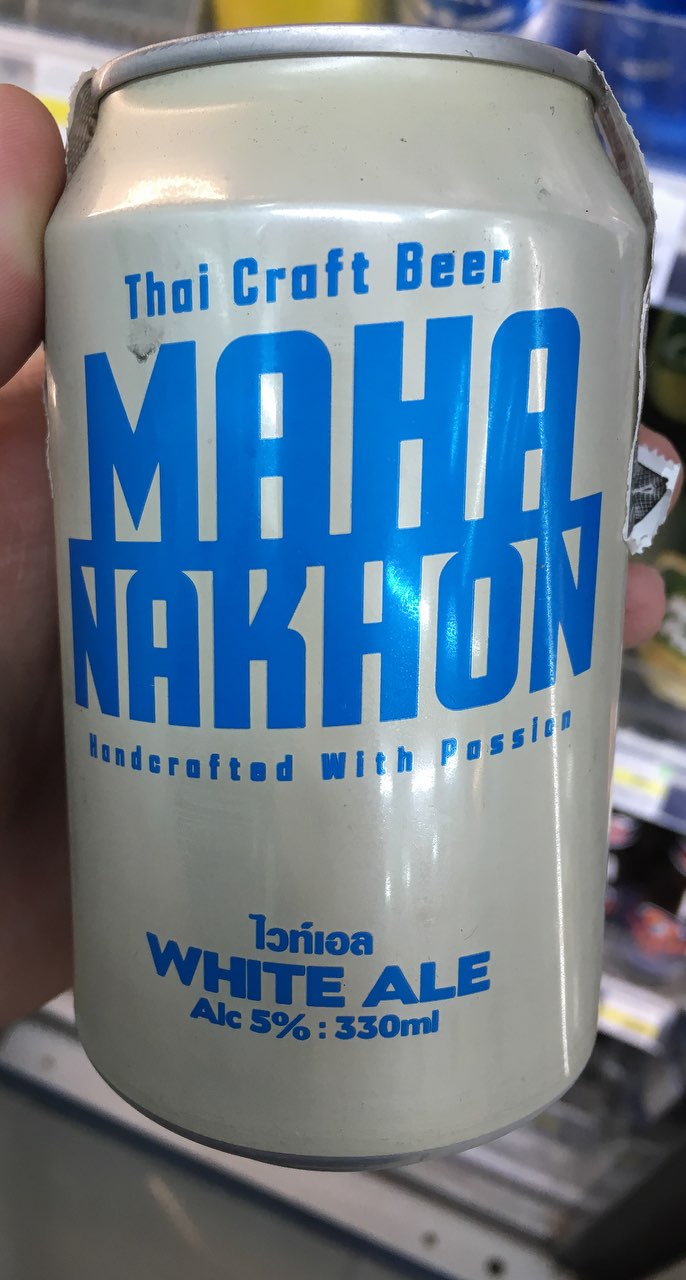 Thai Craft Beer
MAHA
NAKHON
Handcrafted With Passion
ไวท์เอล
WHITE ALE
Alc 5% : 330ml